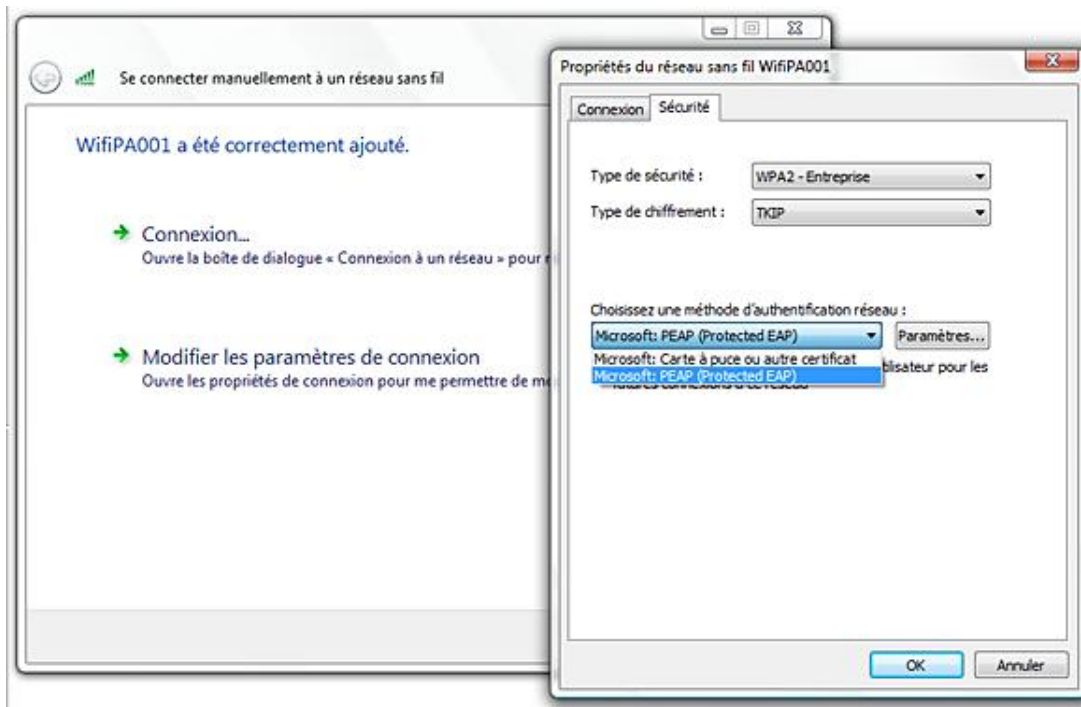 Se connecter manuellement à un réseau sans fil
WifiPA001 a été correctement ajouté.
Connexion...
Ouvre la boîte de dialogue « Connexion à un réseau » pour
Modifier les paramètres de connexion
Ouvre les propriétés de connexion pour me permettre de
Propriétés du réseau sans fil WifiPA001
Connexion
Sécurité
Type de sécurité :
WPA2 - Entreprise
Type de chiffrement :
TKIP
Choisissez une méthode d'authentification réseau :
Microsoft: PEAP (Protected EAP)
Paramètres...
Microsoft: Carte à puce ou autre certificat
Microsoft: PEAP (Protected EAP)
pour les
OK
Annuler